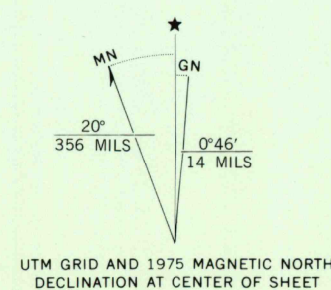 ★
MN
GN
20°
356 MILS
0°46′
14 MILS
UTM GRID AND 1975 MAGNETIC NORTH
DECLINATION AT CENTER OF SHEET